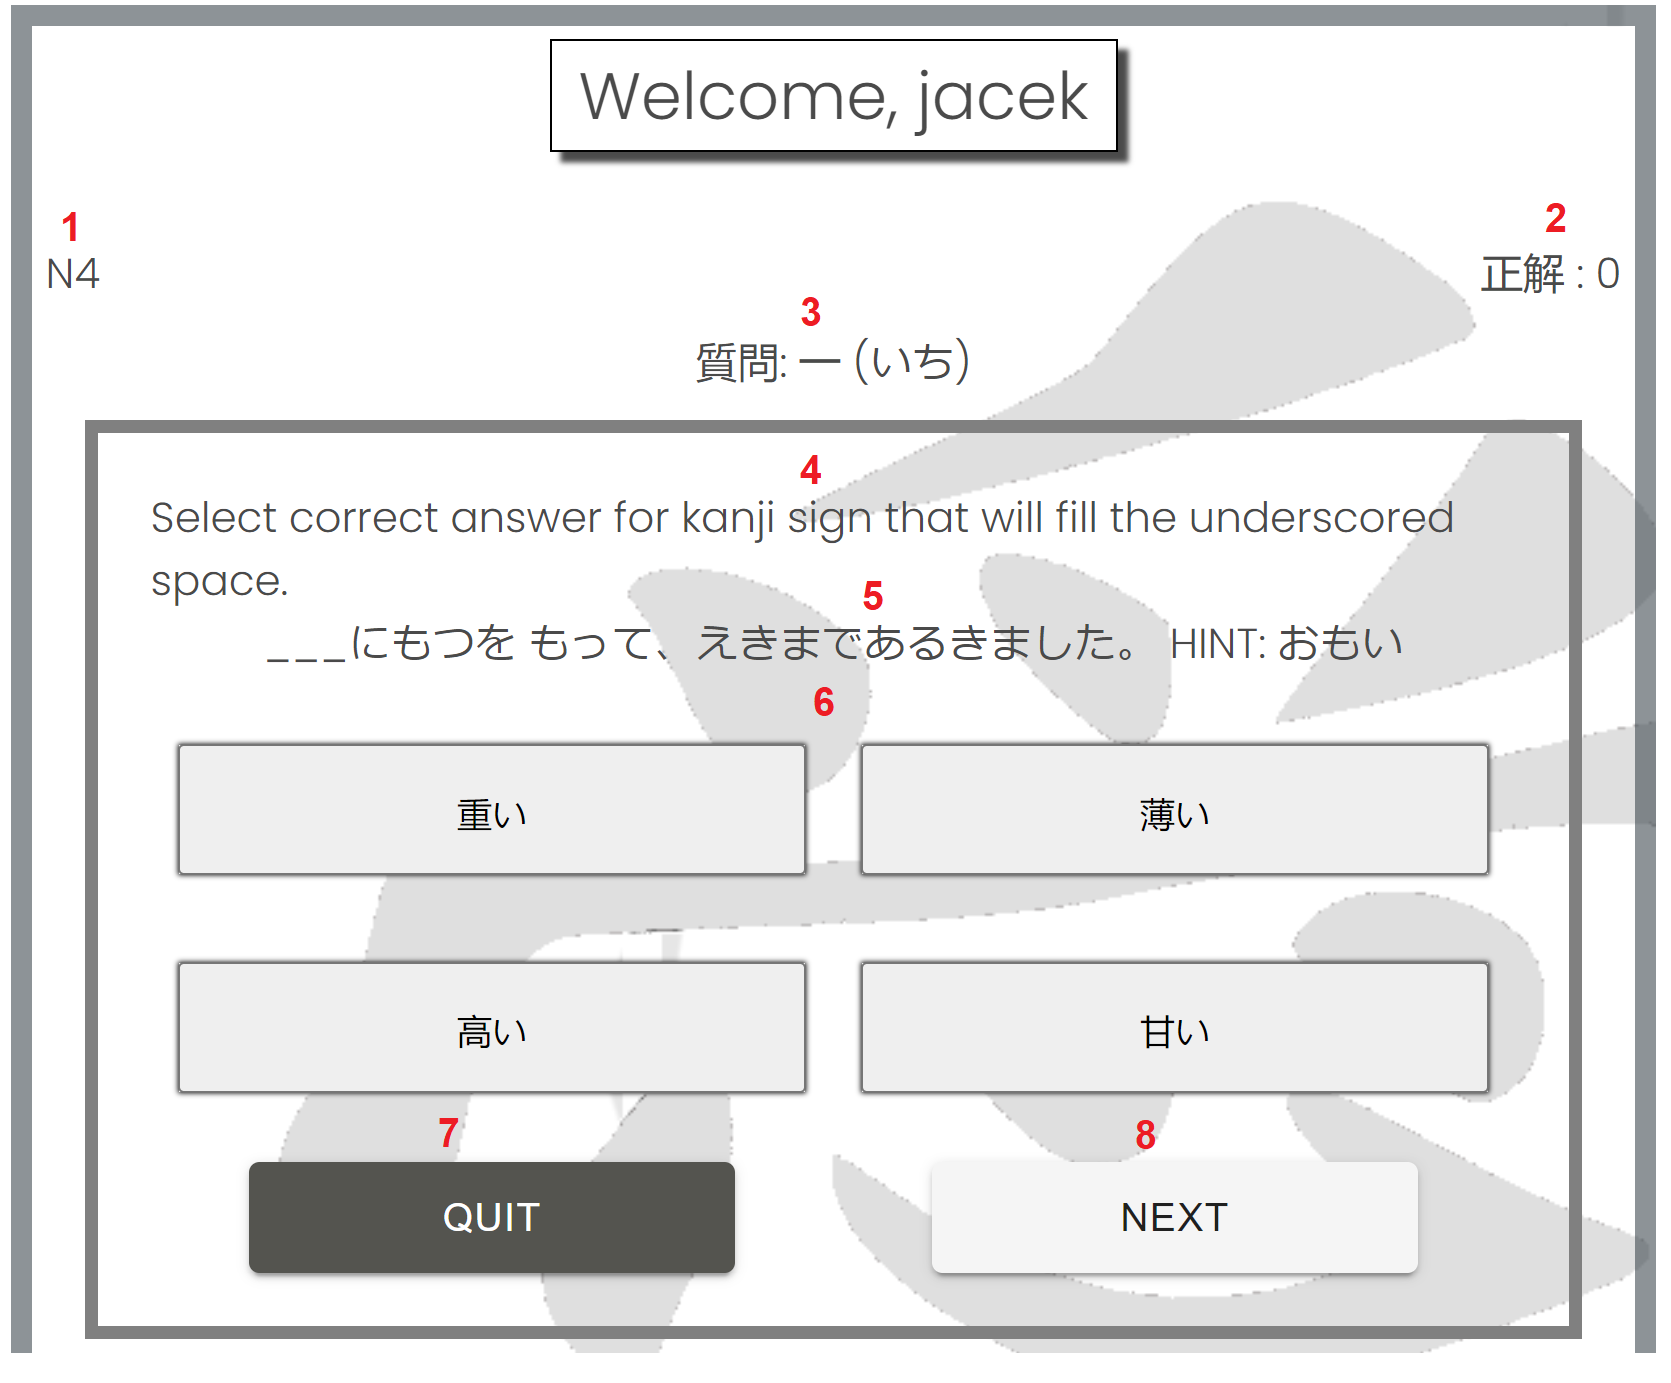 Welcome, jacek
1
2
N4
正解 : 0
3
質問: 一 (いち)
4
Select correct answer for kanji sign that will fill the underscored
space.
5
___にもつを もって、えきまであるきました。 HINT: おもい
6
重い
薄い
高い
甘い
7
8
QUIT
NEXT